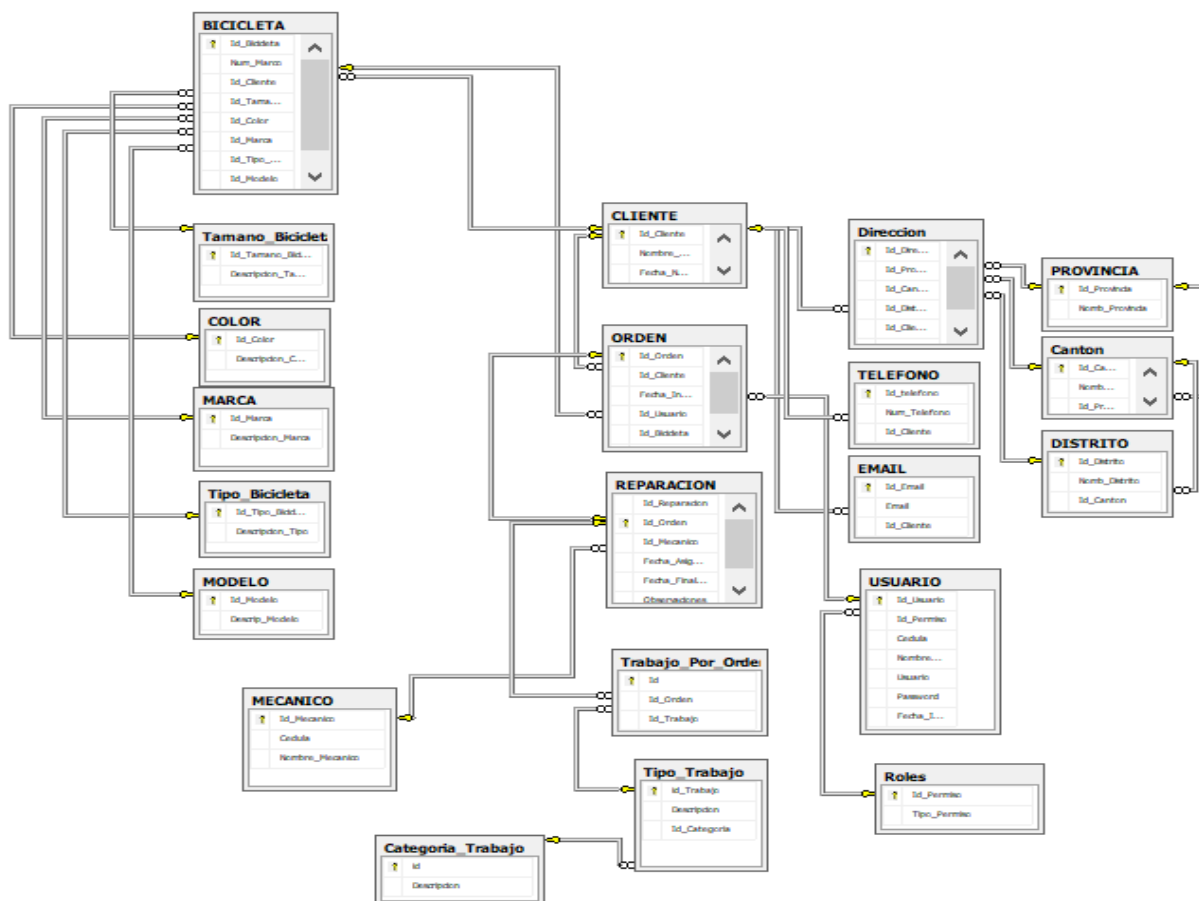 BICICLETA
Id_Bicicleta
Num_Marco
Id_Cliente
Id_Tama...
Id_Color
Id_Marca
Id_Tipo_...
Id_Modelo
Tamano_Biciclet
Id_Tamano_Bid...
Descripcion_Ta...
COLOR
Id_Color
Descripcion_C...
MARCA
Id_Marca
Descripcion_Marca
Tipo_Bicicleta
Id_Tipo_Bicid...
Descripcion_Tipo
MODELO
Id_Modelo
Descrip_Modelo
CLIENTE
Id_Cliente
Nombre_...
Fecha_N...
ORDEN
Id_Orden
Id_Cliente
Fecha_In...
Id_Usuario
Id_Bicicleta
REPARACION
Id_Reparacion
Id_Orden
Id_Mecanico
Fecha_Asig...
Fecha_Final...
Observaciones
Direccion
Id_Dire...
Id_Pro...
Id_Can...
Id_Dist...
Id_Clie...
TELEFONO
Id_telefono
Num_Telefono
Id_Cliente
EMAIL
Id_Email
Email
Id_Cliente
PROVINCIA
Id_Provincia
Nomb_Provincia
Canton
Id_Ca...
Nomb...
Id_Pr...
DISTRITO
Id_Distrito
Nomb_Distrito
Id_Canton
USUARIO
Id_Usuario
Id_Permiso
Cedula
Nombre...
Usuario
Password
Fecha_I...
Roles
Id_Permiso
Tipo_Permiso
Trabajo_Por_Orde
Id
Id_Orden
Id_Trabajo
MECANICO
Id_Mecanico
Cedula
Nombre_Mecanico
Tipo_Trabajo
id_Trabajo
Descripcion
Id_Categoria
Categoria_Trabajo
id
Descripcion